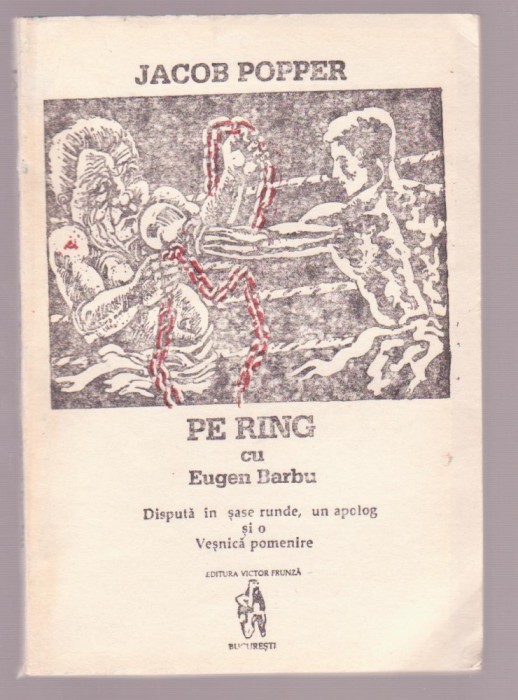 JACOB POPPER
PE RING
cu
Eugen Barbu
Dispută în șase runde, un apolog
și o
Veșnică pomenire
EDITURA VICTOR FRUNZĂ
BUCUREȘTI